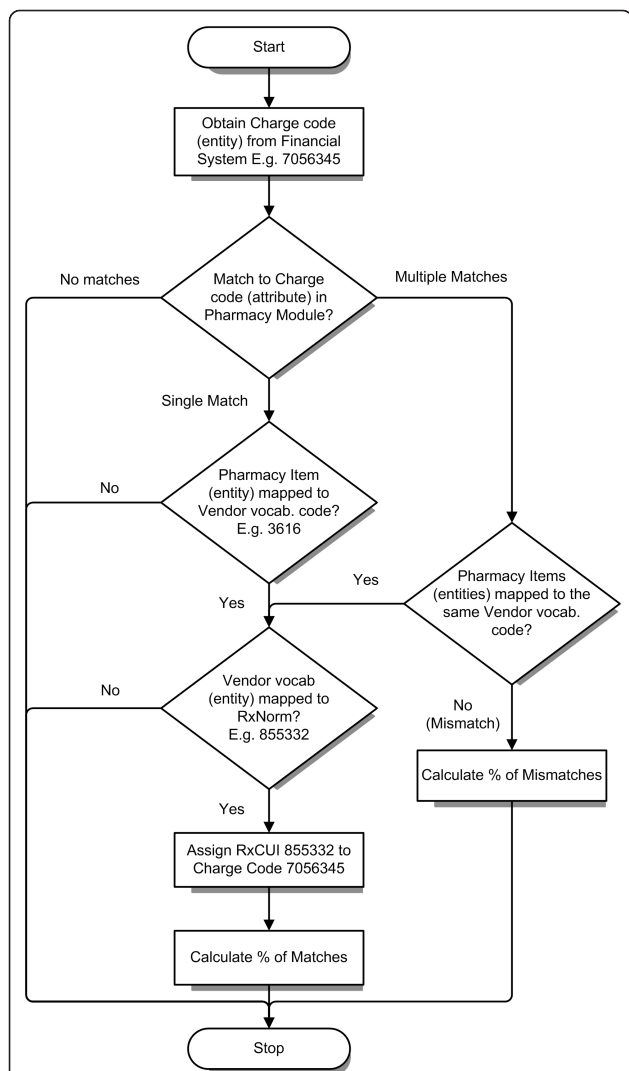 Start
Obtain Charge code
(entity) from Financial
System E.g. 7056345
No matches
Match to Charge
code (attribute) in
Pharmacy Module?
Multiple Matches
Single Match
No
Pharmacy Item
(entity) mapped to
Vendor vocab. code?
E.g. 3616
Yes
Yes
Pharmacy Items
(entities) mapped to the
same Vendor vocab.
code?
No
Vendor vocab
(entity) mapped to
RxNorm?
E.g. 855332
No
(Mismatch)
Calculate % of Mismatches
Yes
Assign RxCUI 855332 to
Charge Code 7056345
Calculate % of Matches
Stop